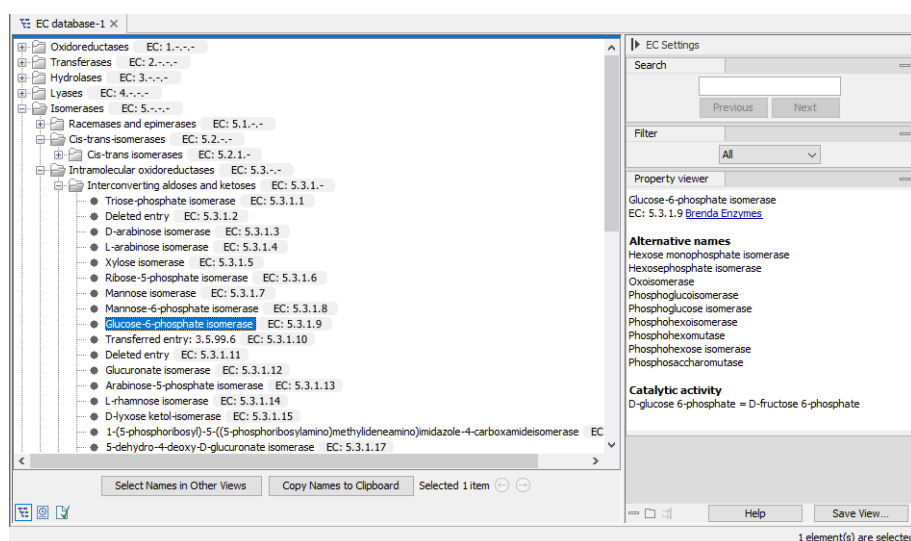 EC database-1
Oxidoreductases EC: 1.-.-.-
Transferases EC: 2.-.-.-
Hydrolases EC: 3.-.-.-
Lyases EC: 4.-.-.-
Isomerases EC: 5.-.-.-
Racemases and epimerases EC: 5.1.-.-
Cis-trans-isomerases EC: 5.2.-.-
Cis-trans isomerases EC: 5.2.1.-
Intramolecular oxidoreductases EC: 5.3.-.-
Interconverting aldoses and ketoses EC: 5.3.1.-
Triose-phosphate isomerase EC: 5.3.1.1
Deleted entry EC: 5.3.1.2
D-arabinose isomerase EC: 5.3.1.3
L-arabinose isomerase EC: 5.3.1.4
Xylose isomerase EC: 5.3.1.5
Ribose-5-phosphate isomerase EC: 5.3.1.6
Mannose isomerase EC: 5.3.1.7
Mannose-6-phosphate isomerase EC: 5.3.1.8
Glucose-6-phosphate isomerase EC: 5.3.1.9
Transferred entry: 3.5.99.6 EC: 5.3.1.10
Deleted entry EC: 5.3.1.11
Glucuronate isomerase EC: 5.3.1.12
Arabinose-5-phosphate isomerase EC: 5.3.1.13
L-rhamnose isomerase EC: 5.3.1.14
D-lyxose ketol-isomerase EC: 5.3.1.15
1-(5-phosphoribosyl)-5-((5-phosphoribosylamino)methylideneamino)imidazole-4-carboxamideisomerase EC
5-dehydro-4-deoxy-D-glucuronate isomerase EC: 5.3.1.17
Select Names in Other Views Copy Names to Clipboard Selected 1 item
EC Settings
Search
Previous Next
Filter
All
Property viewer
Glucose-6-phosphate isomerase
EC: 5.3.1.9 Brenda Enzymes
Alternative names
Hexose monophosphate isomerase
Hexosephosphate isomerase
Oxoisomerase
Phosphoglucoisomerase
Phosphoglucose isomerase
Phosphohexoisomerase
Phosphohexomutase
Phosphohexose isomerase
Phosphosaccharomutase
Catalytic activity
D-glucose 6-phosphate = D-fructose 6-phosphate
Help Save View...
1 element(s) are selected